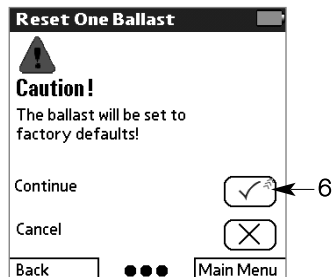 Reset One Ballast
Caution!
The ballast will be set to
factory defaults!
Continue
6
Cancel
Back
Main Menu